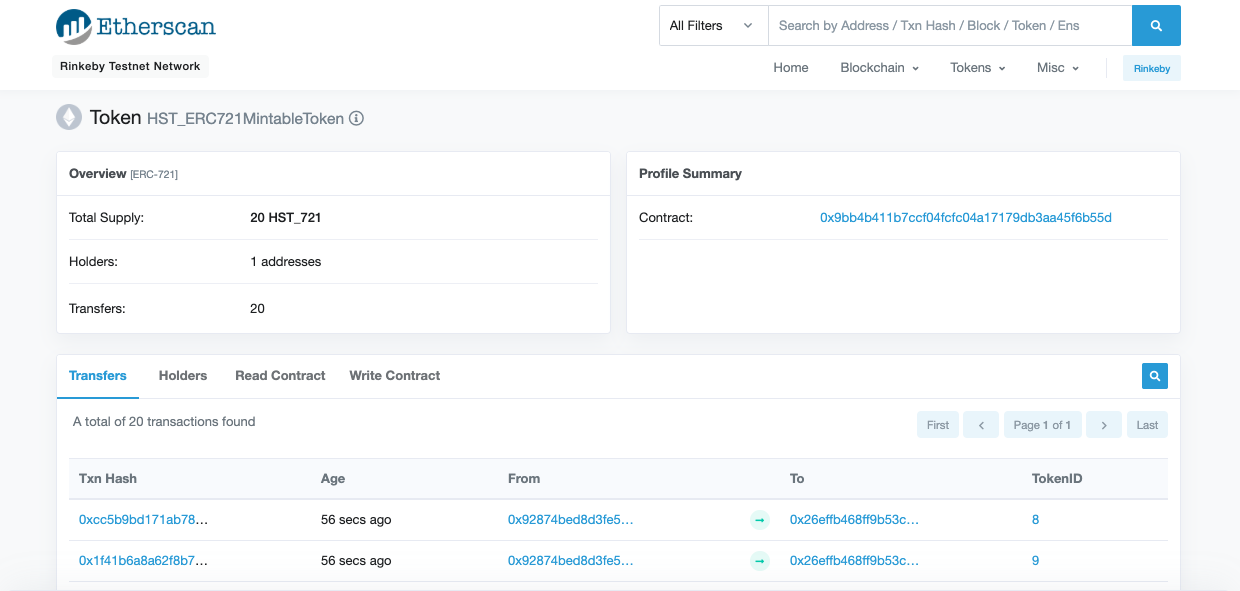 Etherscan
All Filters Search by Address / Txn Hash / Block / Token / Ens
Rinkeby Testnet Network
Home Blockchain Tokens Misc Rinkeby
Token HST_ERC721MintableToken
Overview [ERC-721]
Total Supply: 20 HST_721
Holders: 1 addresses
Transfers: 20
Profile Summary
Contract: 0x9bb4b411b7ccf04fcfc04a17179db3aa45f6b55d
Transfers Holders Read Contract Write Contract
A total of 20 transactions found
First Page 1 of 1 Last
Txn Hash Age From To TokenID
0xcc5b9bd171ab78... 56 secs ago 0x92874bed8d3fe5... 0x26effb468ff9b53c... 8
0x1f41b6a8a62f8b7... 56 secs ago 0x92874bed8d3fe5... 0x26effb468ff9b53c... 9